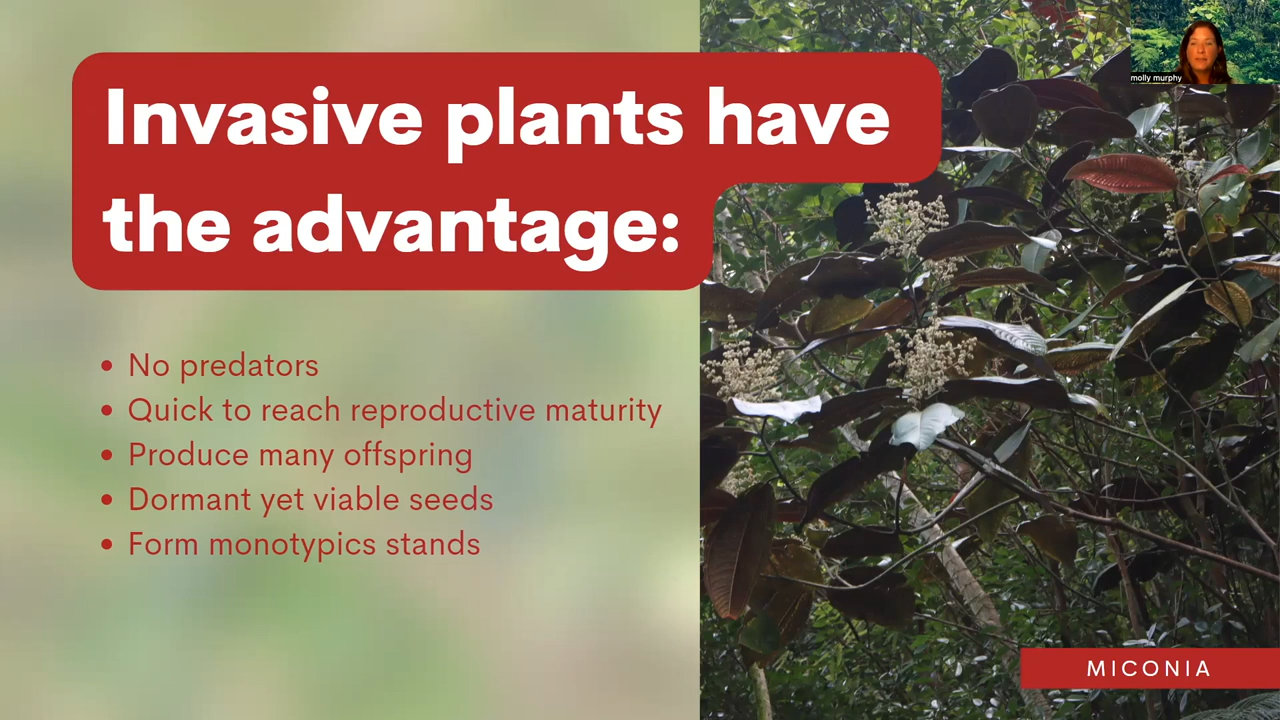 Invasive plants have
the advantage:
molly murphy
• No predators
• Quick to reach reproductive maturity
• Produce many offspring
• Dormant yet viable seeds
• Form monotypics stands
MICONIA